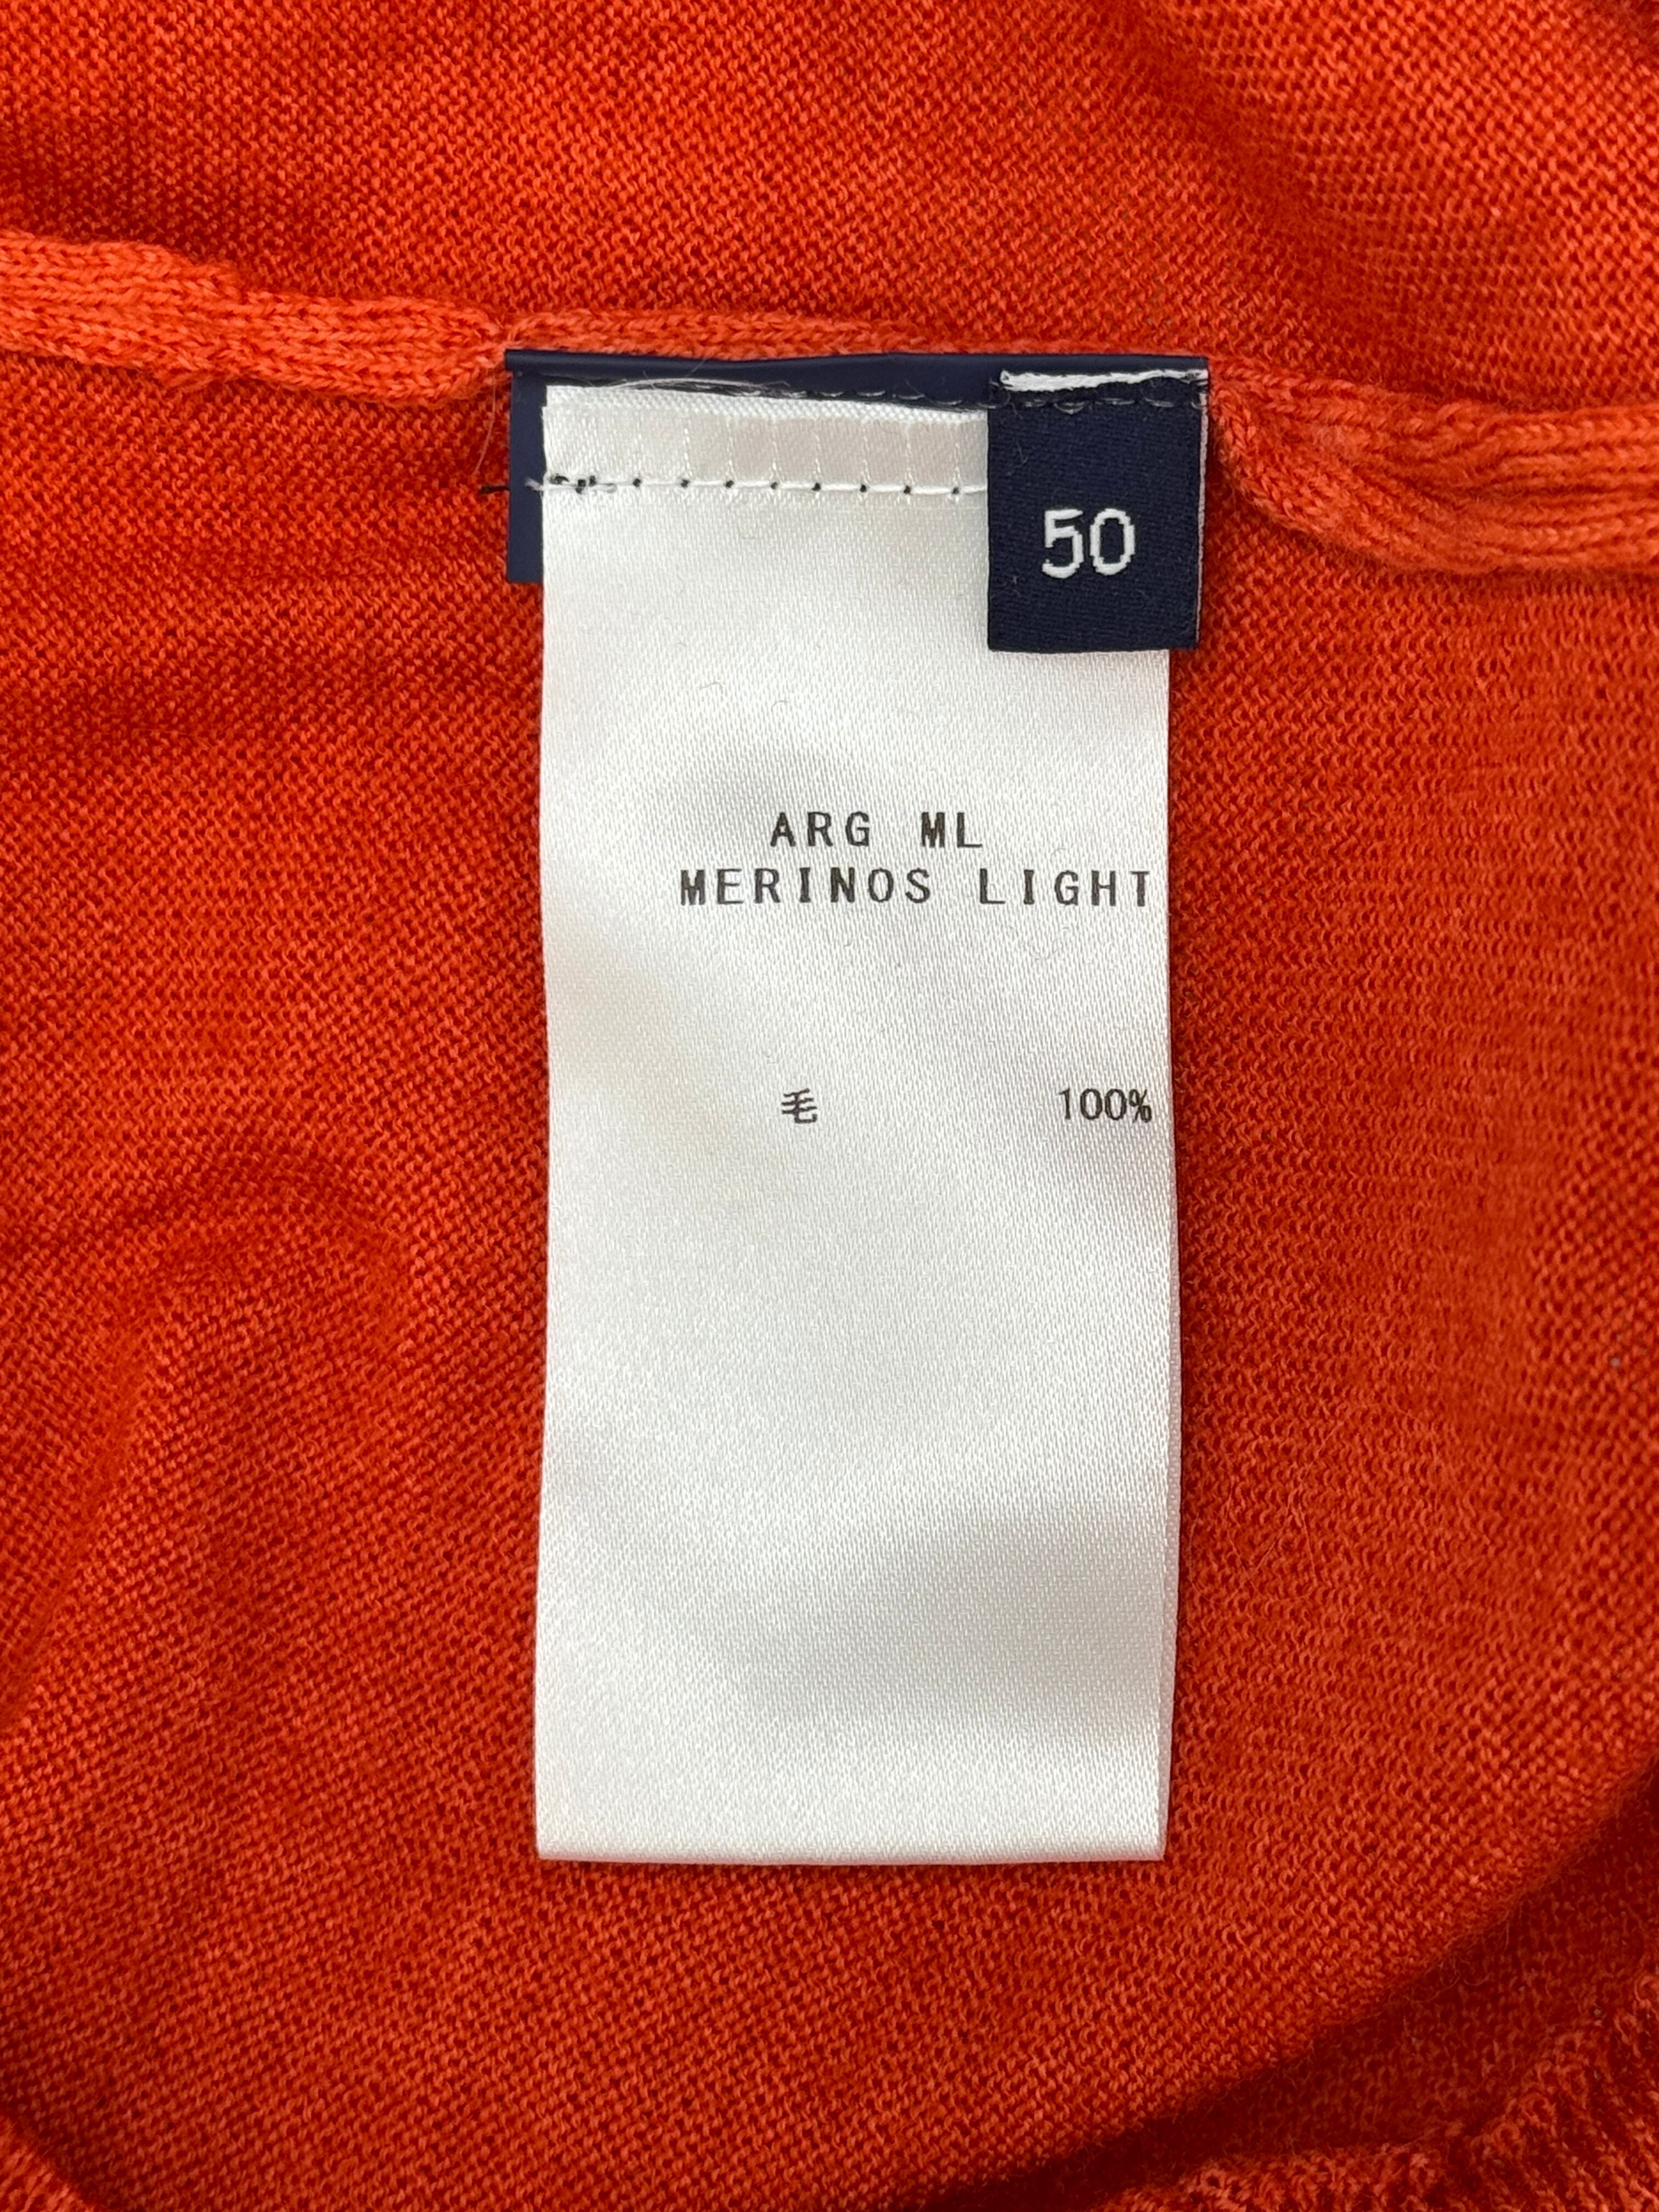 50
ARG ML
MERINOS LIGHT
毛 100%